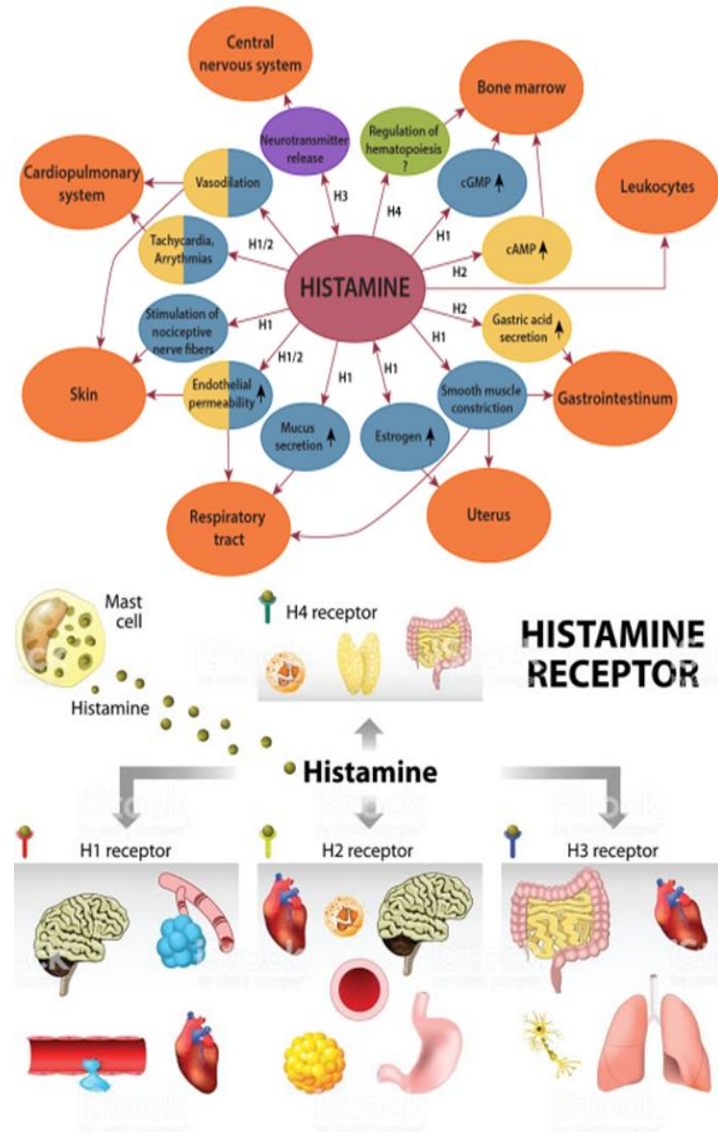 Central
nervous system
Bone marrow
Neurotransmitter
release
Regulation of
hematopoiesis
?
Cardiopulmonary
system
Vasodilation
cGMP
Leukocytes
H3
H4
H1
Tachycardia,
Arrythmias
H1/2
cAMP
H2
HISTAMINE
H2
Stimulation of
nociceptive
nerve fibers
H1
Gastric acid
secretion
H1/2
H1
H1
H1
Skin
Endothelial
permeability
Smooth muscle
constriction
Gastrointestinum
Mucus
secretion
Estrogen
Respiratory
tract
Uterus
Mast
cell
H4 receptor
HISTAMINE
RECEPTOR
Histamine
Histamine
H1 receptor
H2 receptor
H3 receptor